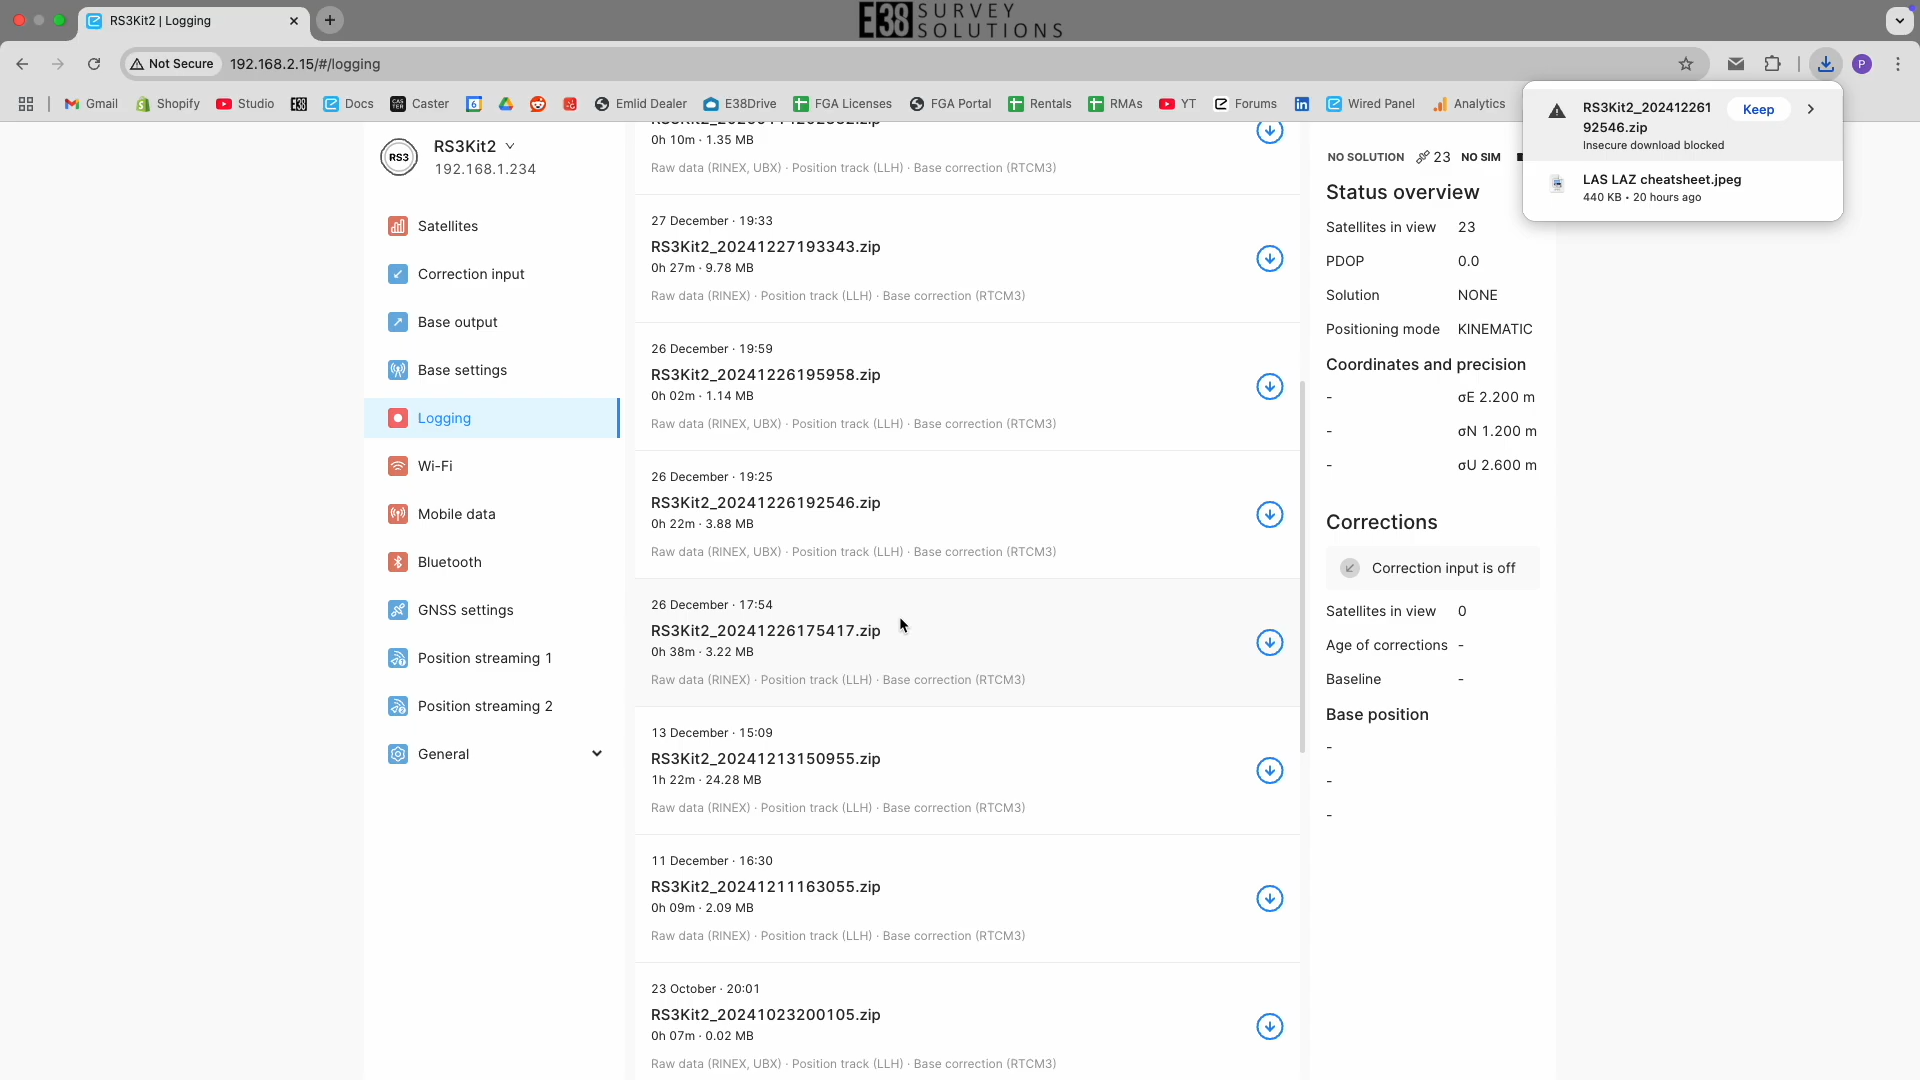 RS3Kit2 | Logging
E38 SURVEY SOLUTIONS
Not Secure
192.168.2.15/#/logging
P
Gmail
Shopify
Studio
E38
Docs
Caster
Emlid Dealer
E38Drive
FGA Licenses
FGA Portal
Rentals
RMAs
YT
Forums
Wired Panel
Analytics
RS3Kit2_202412261
92546.zip
Keep
Insecure download blocked
LAS LAZ cheatsheet.jpeg
440 KB • 20 hours ago
RS3
RS3Kit2
192.168.1.234
Satellites
Correction input
Base output
Base settings
Logging
Wi-Fi
Mobile data
Bluetooth
GNSS settings
Position streaming 1
Position streaming 2
General
0h 10m · 1.35 MB
Raw data (RINEX, UBX) · Position track (LLH) · Base correction (RTCM3)
27 December · 19:33
RS3Kit2_20241227193343.zip
0h 27m · 9.78 MB
Raw data (RINEX) · Position track (LLH) · Base correction (RTCM3)
26 December · 19:59
RS3Kit2_20241226195958.zip
0h 02m · 1.14 MB
Raw data (RINEX, UBX) · Position track (LLH) · Base correction (RTCM3)
26 December · 19:25
RS3Kit2_20241226192546.zip
0h 22m · 3.88 MB
Raw data (RINEX, UBX) · Position track (LLH) · Base correction (RTCM3)
26 December · 17:54
RS3Kit2_20241226175417.zip
0h 38m · 3.22 MB
Raw data (RINEX) · Position track (LLH) · Base correction (RTCM3)
13 December · 15:09
RS3Kit2_20241213150955.zip
1h 22m · 24.28 MB
Raw data (RINEX) · Position track (LLH) · Base correction (RTCM3)
11 December · 16:30
RS3Kit2_20241211163055.zip
0h 09m · 2.09 MB
Raw data (RINEX) · Position track (LLH) · Base correction (RTCM3)
23 October · 20:01
RS3Kit2_20241023200105.zip
0h 07m · 0.02 MB
Raw data (RINEX, UBX) · Position track (LLH) · Base correction (RTCM3)
NO SOLUTION 23 NO SIM
Status overview
Satellites in view 23
PDOP 0.0
Solution NONE
Positioning mode KINEMATIC
Coordinates and precision
- σE 2.200 m
- σN 1.200 m
- σU 2.600 m
Corrections
Correction input is off
Satellites in view 0
Age of corrections -
Baseline -
Base position
-
-
-